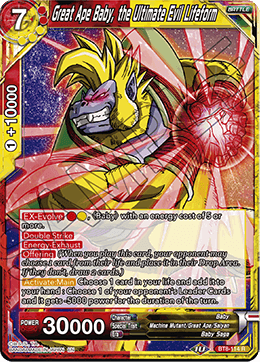 7
Great Ape Baby, the Ultimate Evil Lifeform
BATTLE
+10000
EX-Evolve (Baby) with an energy cost of 5 or
more.
Double Strike
Energy-Exhaust
Offering (When you play this card, your opponent may
choose 1 card from their life and place it in their Drop Area.
If they don't, draw 2 cards.)
Activate:Main Choose 1 card in your life and add it to
your hand : Choose 1 of your opponent's Leader Cards
and it gets -5000 power for the duration of the turn.
POWER 30000
Character Baby
Special Trait Machine Mutant/Great Ape/Saiyan
Era Baby Saga
BT8-
R